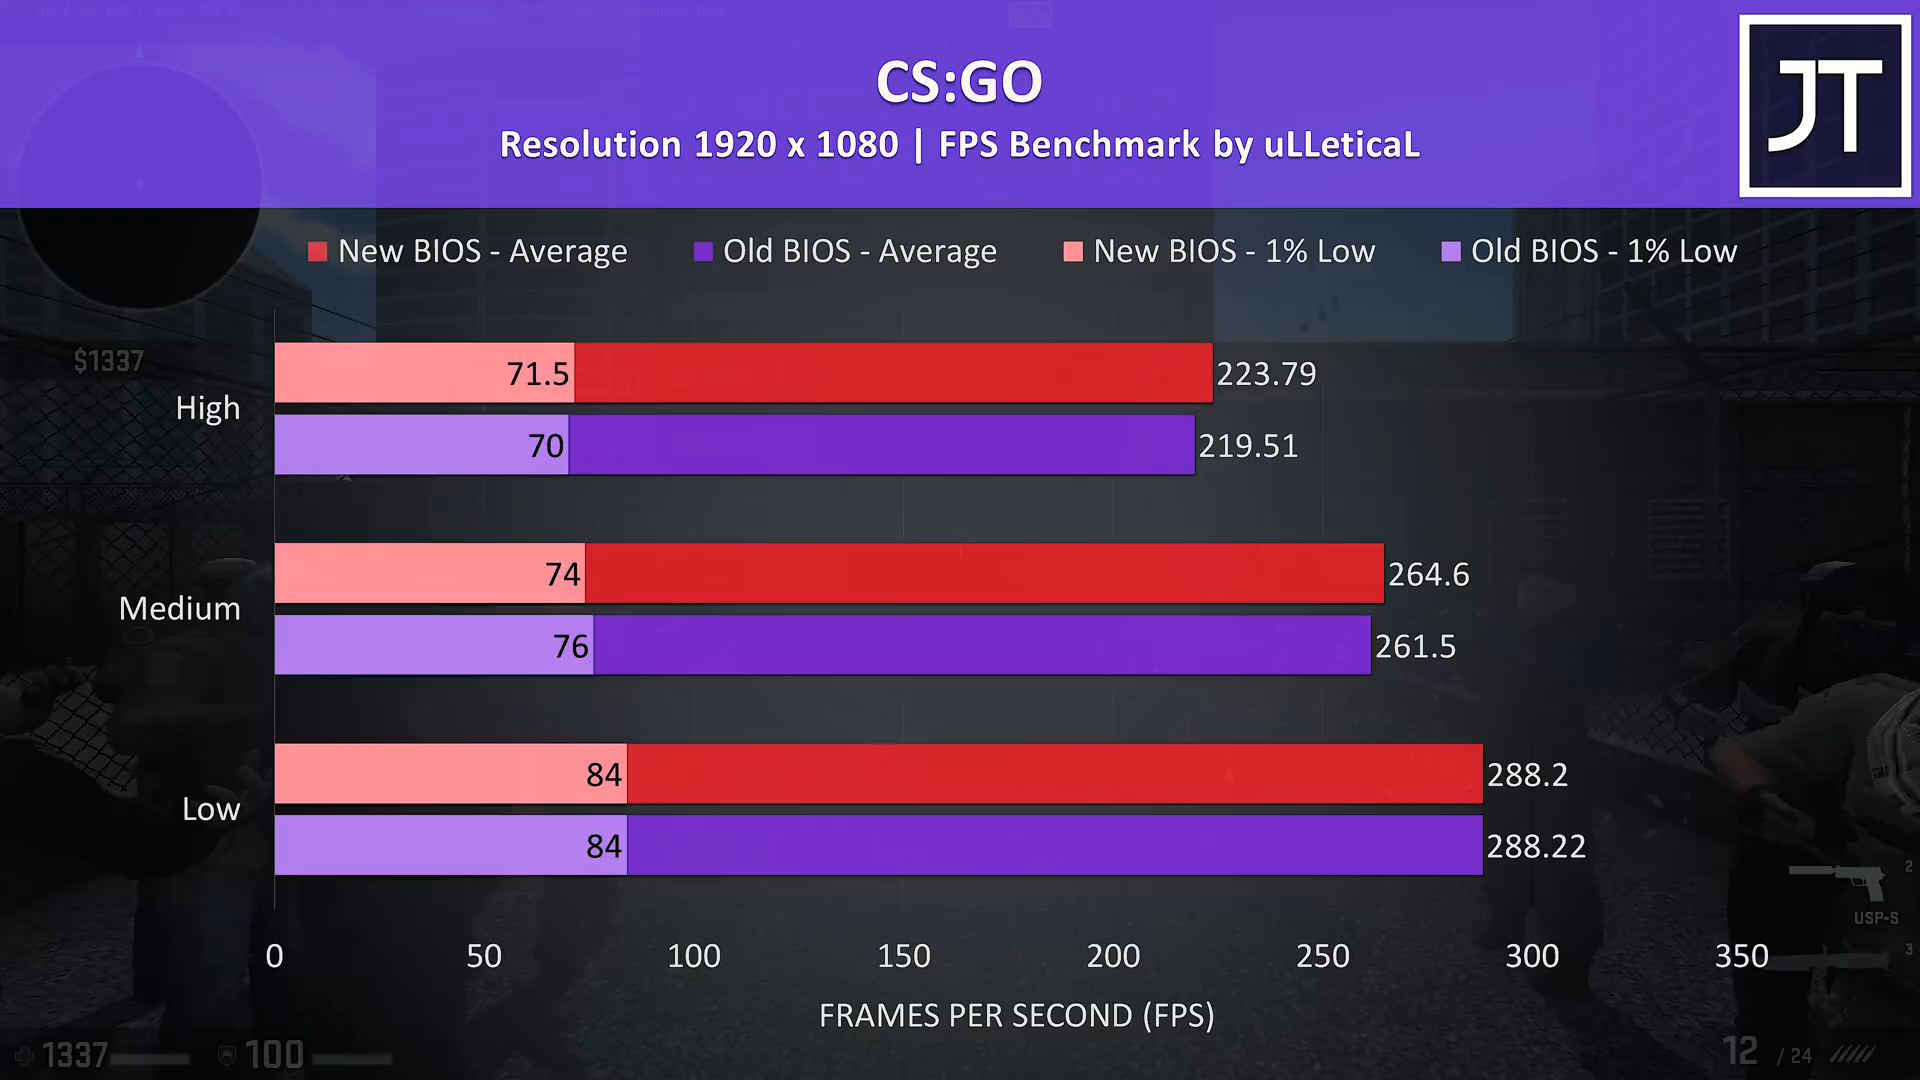 CS:GO
Resolution 1920 x 1080 | FPS Benchmark by uLLeticaL
JT
New BIOS - Average
Old BIOS - Average
New BIOS - 1% Low
Old BIOS - 1% Low
$1337
High
71.5
223.79
70
219.51
Medium
74
264.6
76
261.5
Low
84
288.2
84
288.22
2
USP-S
3
0
50
100
150
200
250
300
350
FRAMES PER SECOND (FPS)
1337
100
12 / 24